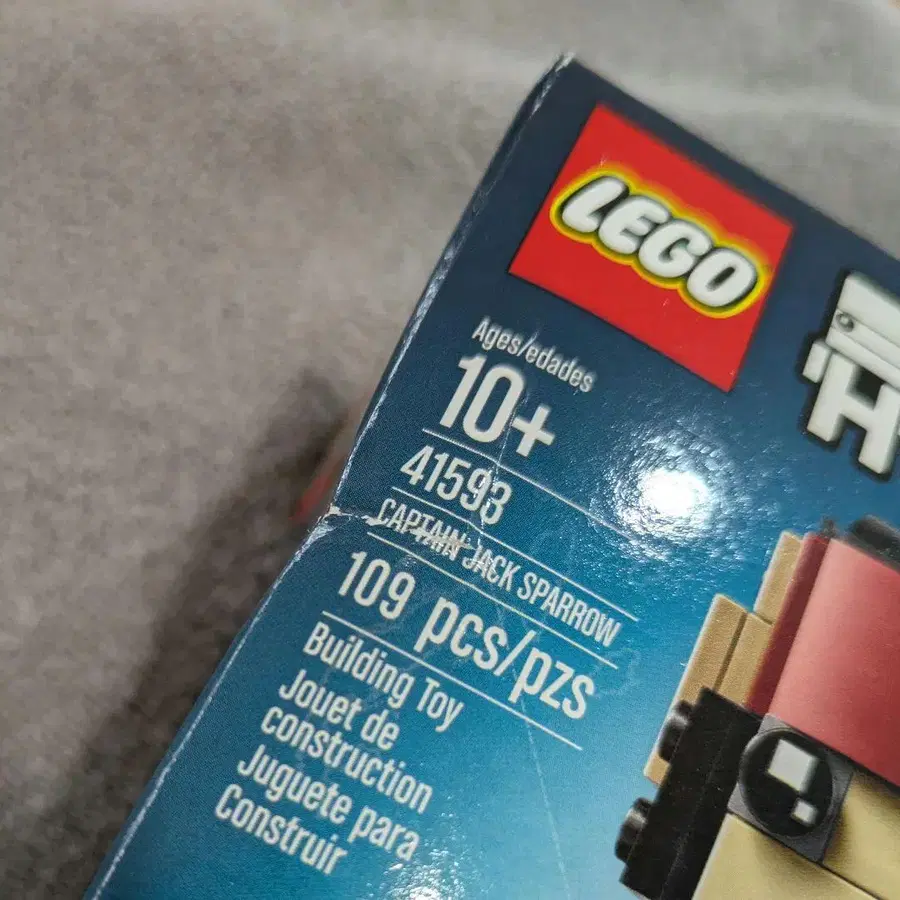 LEGO
Ages/edades
10+
41593
CAPTAIN JACK SPARROW
109 pcs/pzs
Building Toy
Jouet de
construction
Juguete para
Construir